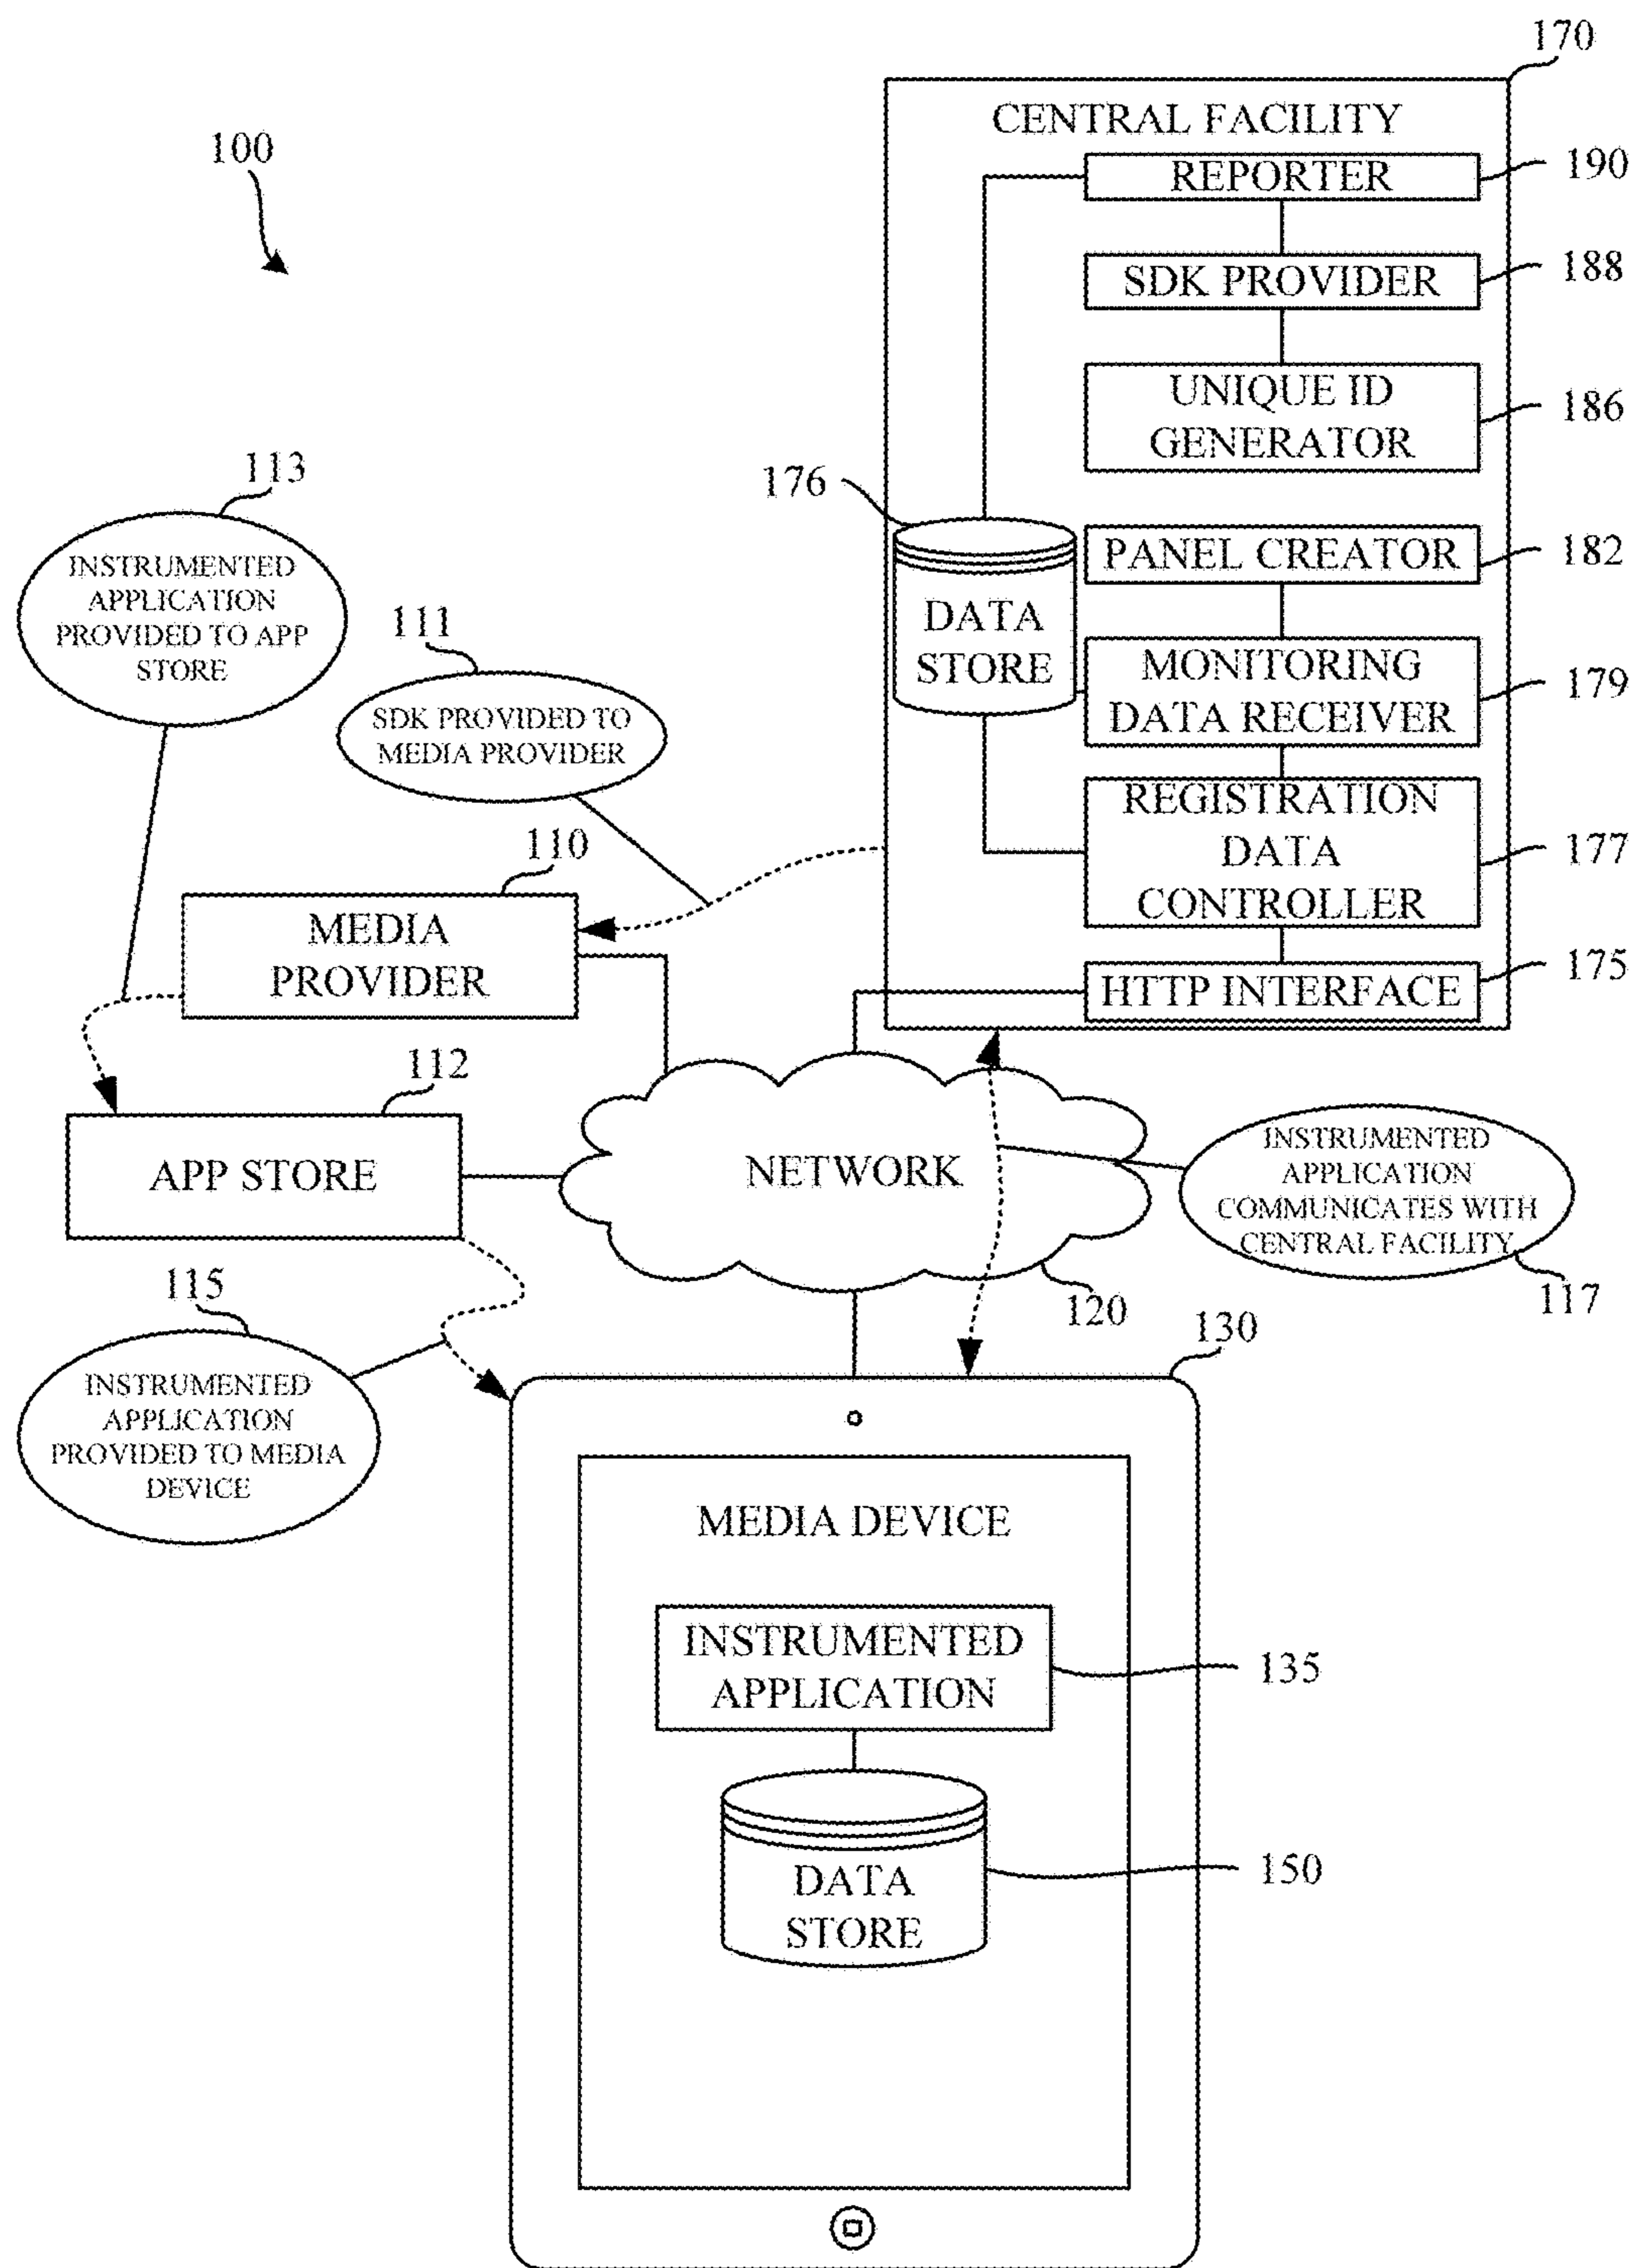 170
CENTRAL FACILITY
100
REPORTER
190
SDK PROVIDER
188
UNIQUE ID
GENERATOR
186
113
176
INSTRUMENTED
APPLICATION
PROVIDED TO APP
STORE
PANEL CREATOR
182
111
DATA
STORE
MONITORING
DATA RECEIVER
179
SDK PROVIDED TO
MEDIA PROVIDER
REGISTRATION
DATA
CONTROLLER
177
110
MEDIA
PROVIDER
HTTP INTERFACE
175
112
APP STORE
NETWORK
INSTRUMENTED
APPLICATION
COMMUNICATES WITH
CENTRAL FACILITY
117
120
115
130
INSTRUMENTED
APPLICATION
PROVIDED TO MEDIA
DEVICE
MEDIA DEVICE
INSTRUMENTED
APPLICATION
135
DATA
STORE
150